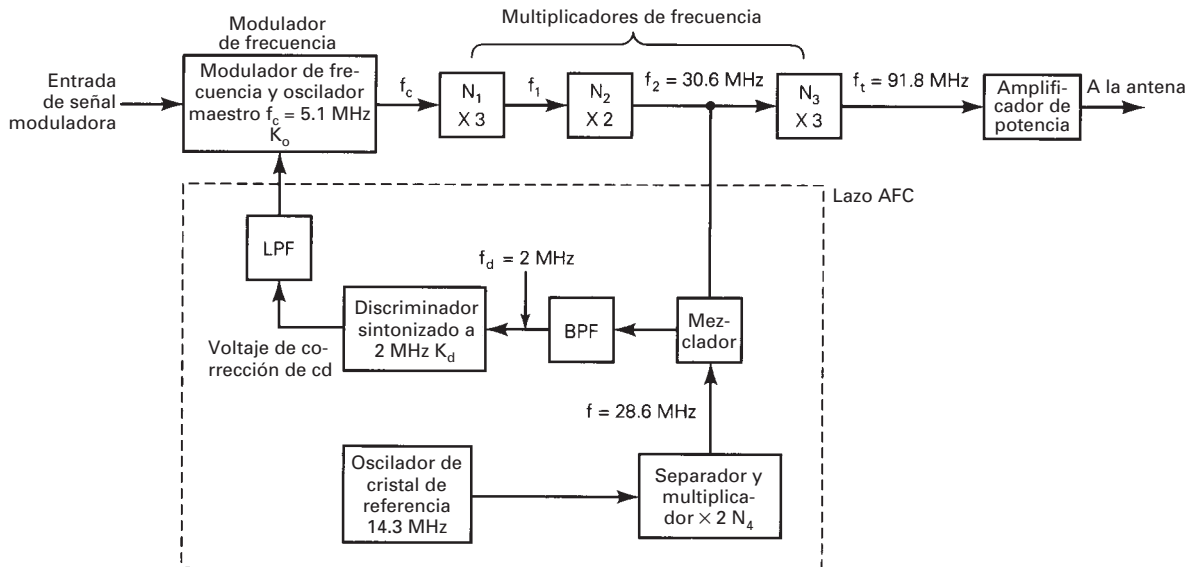 Multiplicadores de frecuencia
Modulador
de frecuencia
Entrada
de señal
moduladora
Modulador de fre-
cuencia y oscilador
maestro f_c = 5.1 MHz
K_o
f_c
N_1
X 3
f_1
N_2
X 2
f_2 = 30.6 MHz
N_3
X 3
f_t = 91.8 MHz
Amplifi-
cador de
potencia
A la antena
Lazo AFC
LPF
f_d = 2 MHz
Discriminador
sintonizado a
2 MHz K_d
BPF
Mez-
clador
Voltaje de co-
rrección de cd
f = 28.6 MHz
Oscilador de
cristal de
referencia
14.3 MHz
Separador y
multiplica-
dor × 2 N_4